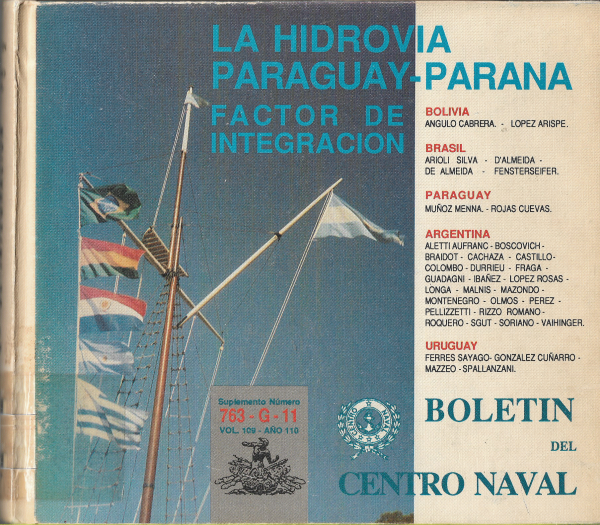 LA HIDROVIA
PARAGUAY-PARANA
FACTOR DE
INTEGRACION
BOLIVIA
ANGULO CABRERA. - LOPEZ ARISPE.
BRASIL
ARIOLI SILVA - D'ALMEIDA -
DE ALMEIDA - FENSTERSEIFER.
PARAGUAY
MUÑOZ MENNA. - ROJAS CUEVAS.
ARGENTINA
ALETTI AUFRANC - BOSCOVICH -
BRAIDOT - CACHAZA - CASTILLO -
COLOMBO - DURRIEU - FRAGA -
GUADAGNI - IBAÑEZ - LOPEZ ROSAS -
LONGA - MALNIS - MAZONDO -
MONTENEGRO - OLMOS - PEREZ -
PELLIZZETTI - RIZZO ROMANO -
ROQUERO - SGUT - SORIANO - VAIHINGER.
URUGUAY
FERRES SAYAGO - GONZALEZ CUÑARRO -
MAZZEO - SPALLANZANI.
Suplemento Número
763 - G - 11
VOL. 109 - AÑO 110
CENTRO NAVAL
BOLETIN
DEL
CENTRO NAVAL